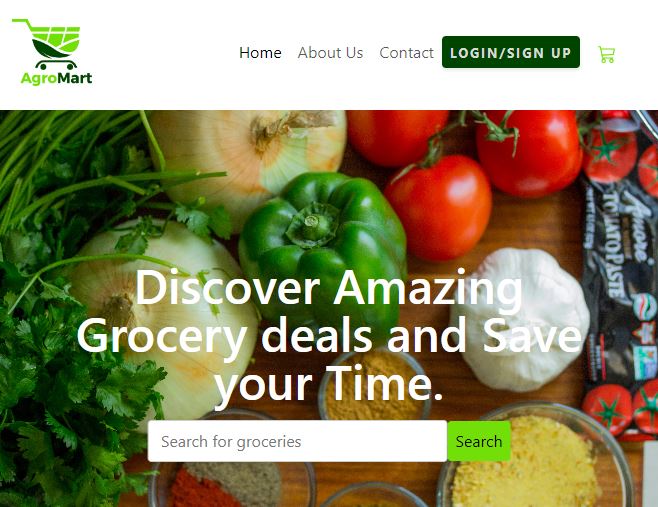 AgroMart
Home
About Us
Contact
LOGIN/SIGN UP
Discover Amazing
Grocery deals and Save
your Time.
Search for groceries
Search
Amore
TOMATO PASTE